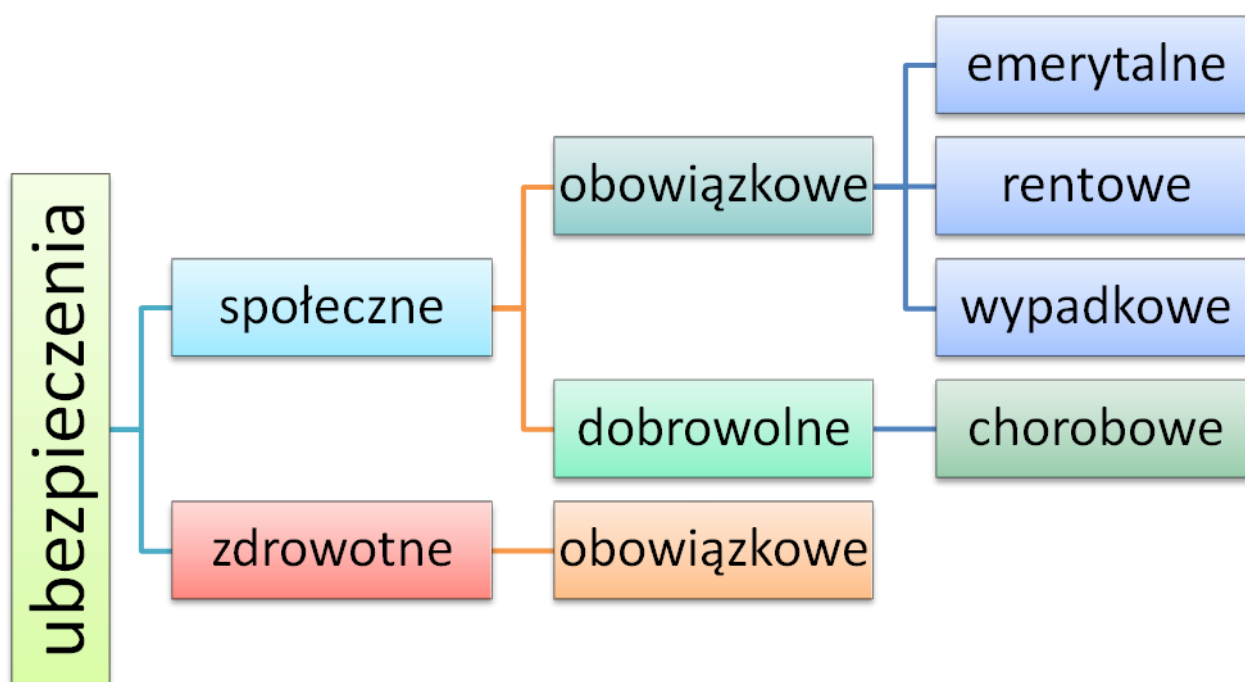 ubezpieczenia
społeczne
obowiązkowe
emerytalne
rentowe
wypadkowe
dobrowolne
chorobowe
zdrowotne
obowiązkowe